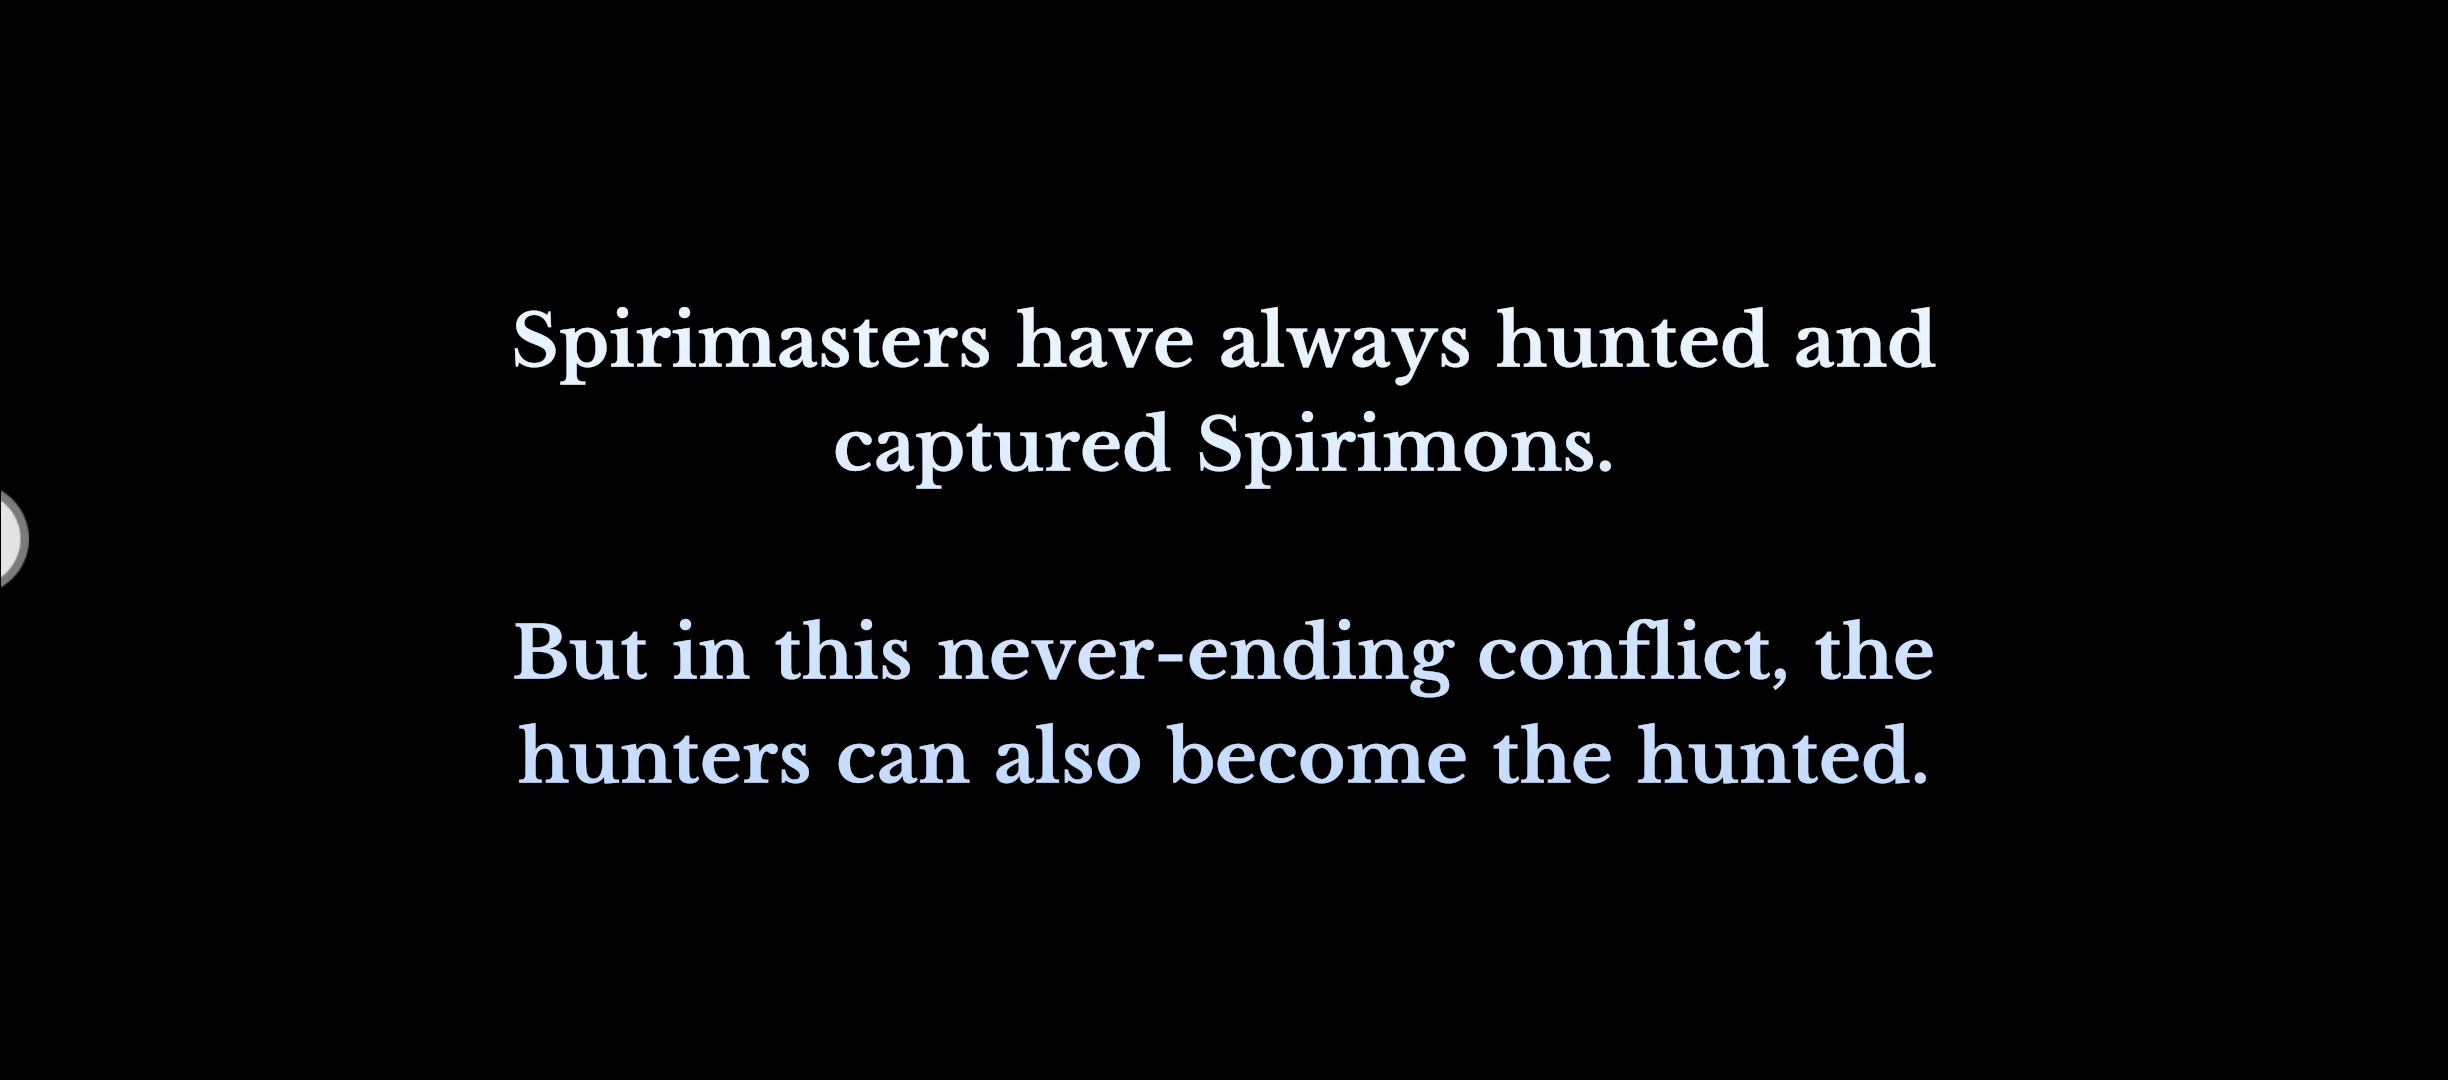 Spirimasters have always hunted and
captured Spirimons.
But in this never-ending conflict, the
hunters can also become the hunted.